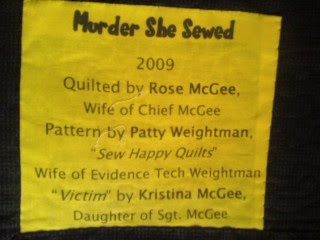 Murder She Sewed
2009
Quilted by Rose McGee,
Wife of Chief McGee
Pattern by Patty Weightman,
"Sew Happy Quilts"
Wife of Evidence Tech Weightman
"Victim" by Kristina McGee,
Daughter of Sgt. McGee